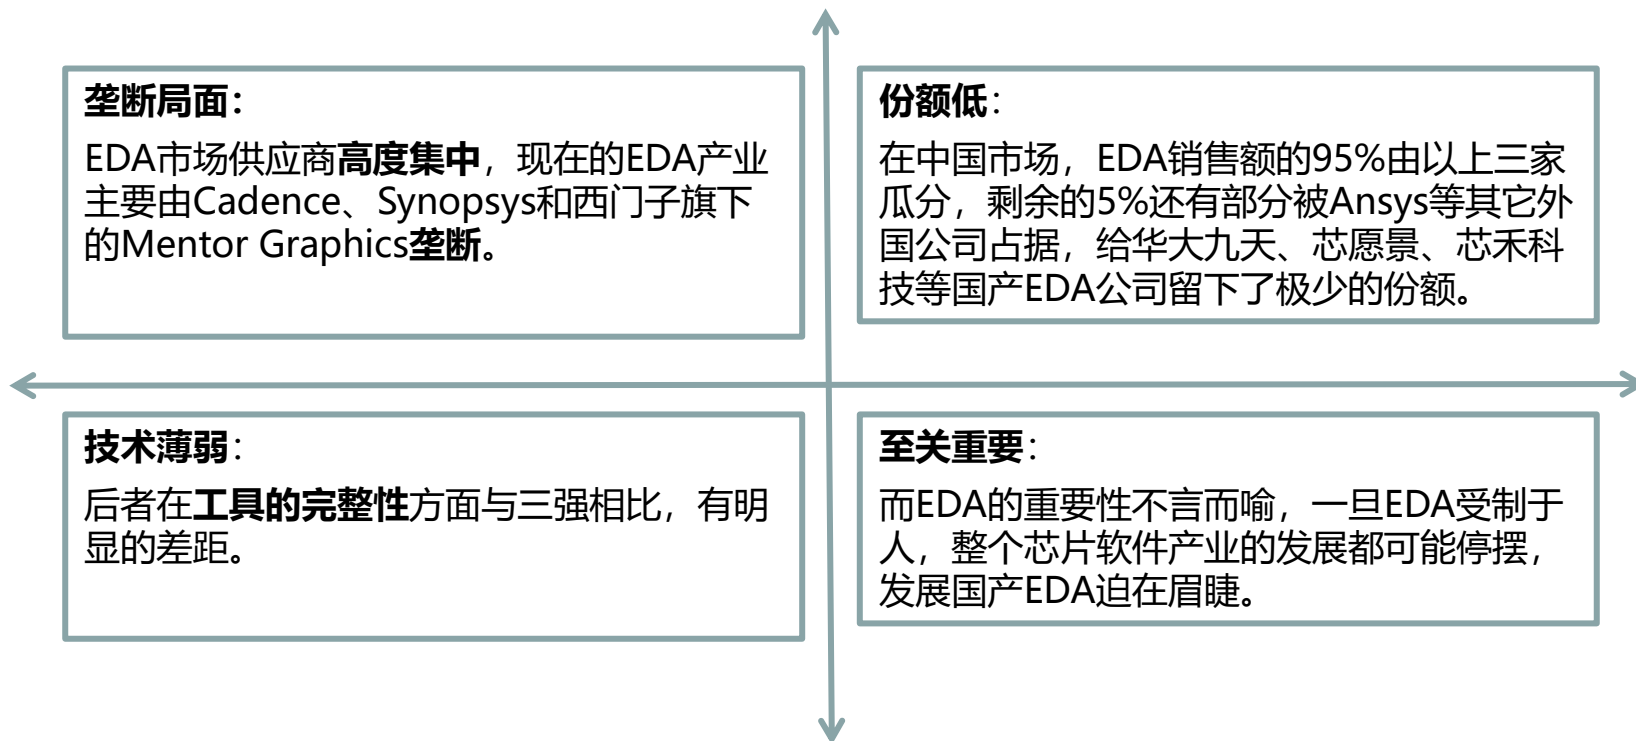 垄断局面：
EDA市场供应商高度集中，现在的EDA产业
主要由Cadence、Synopsys和西门子旗下
的Mentor Graphics垄断。
份额低：
在中国市场，EDA销售额的95%由以上三家
瓜分，剩余的5%还有部分被Ansys等其它外
国公司占据，给华大九天、芯愿景、芯禾科
技等国产EDA公司留下了极少的份额。
技术薄弱：
后者在工具的完整性方面与三强相比，有明
显的差距。
至关重要：
而EDA的重要性不言而喻，一旦EDA受制于
人，整个芯片软件产业的发展都可能停摆，
发展国产EDA迫在眉睫。